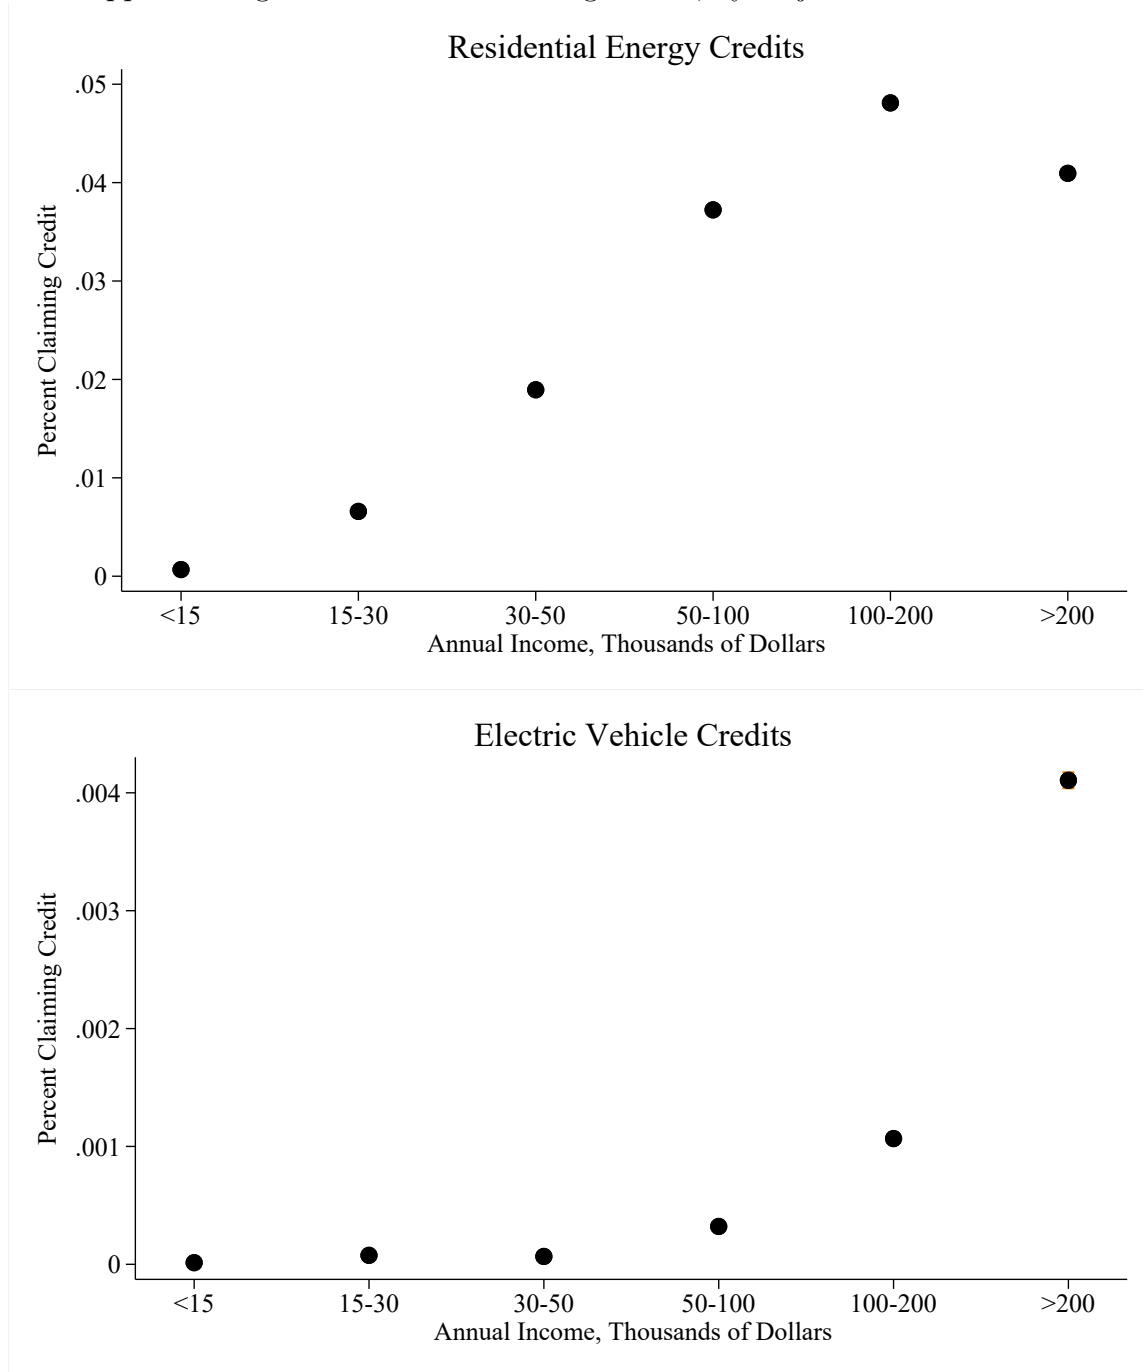 Residential Energy Credits
.05
.04
.03
.02
.01
0
Percent Claiming Credit
<15 15-30 30-50 50-100 100-200 >200
Annual Income, Thousands of Dollars
Electric Vehicle Credits
.004
.003
.002
.001
0
Percent Claiming Credit
<15 15-30 30-50 50-100 100-200 >200
Annual Income, Thousands of Dollars